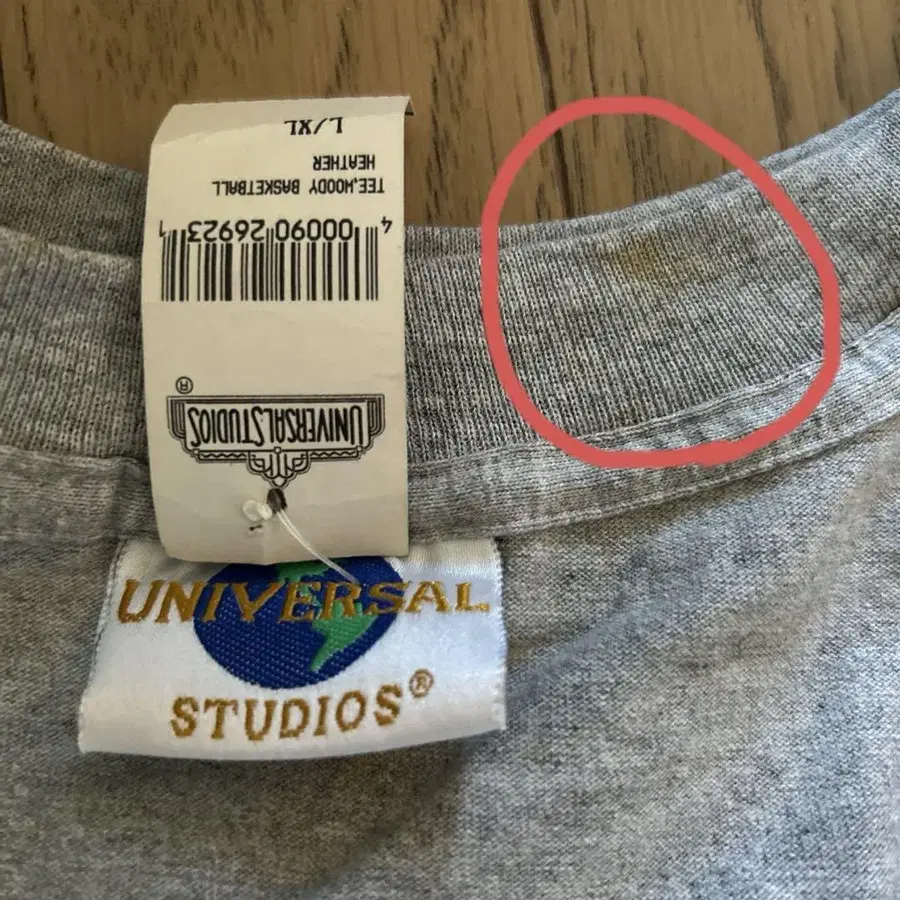 L/XL
HEATHER
TEE,WOODY BASKETBALL
4 00090 26923 1
UNIVERSAL STUDIOS
®
UNIVERSAL
STUDIOS®